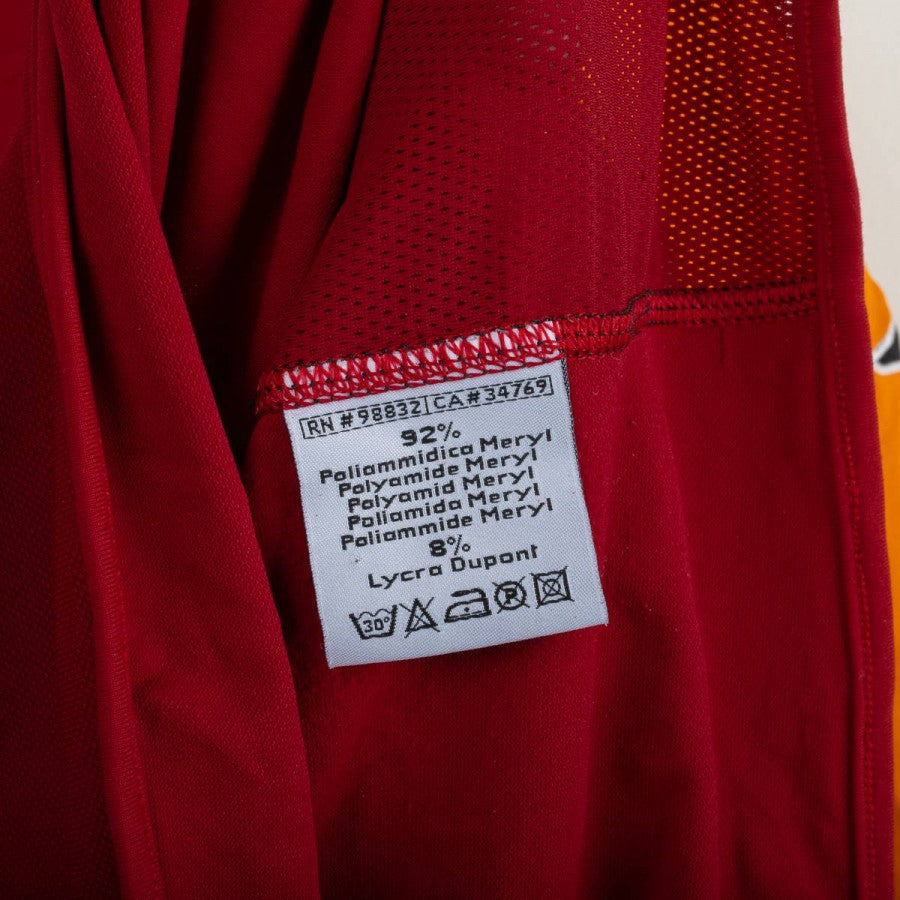 RN # 98832 | CA # 34769
92%
Poliammidica Meryl
Polyamide Meryl
Polyamid Meryl
Poliamida Meryl
Poliammide Meryl
8%
Lycra Dupont
30°